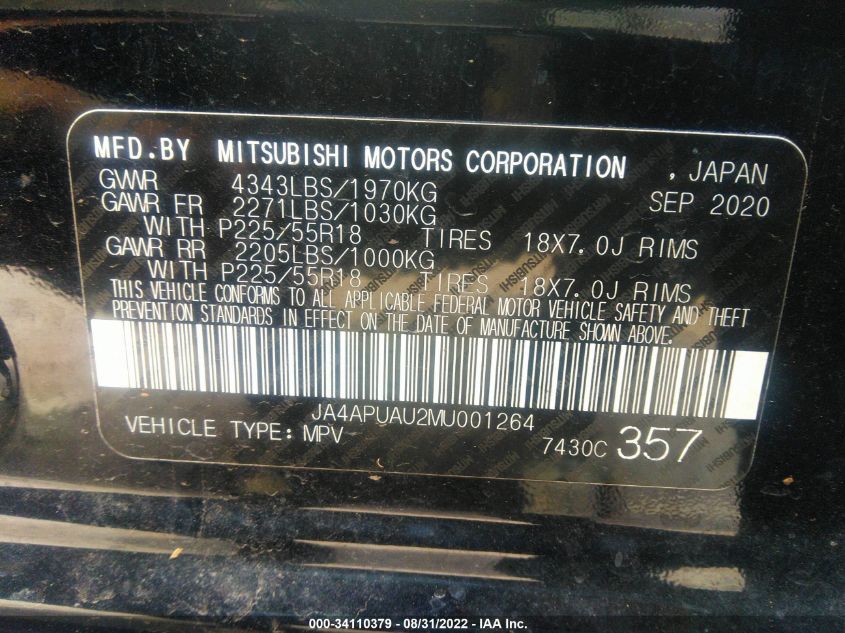 MFD.BY MITSUBISHI MOTORS CORPORATION , JAPAN
GVWR 4343LBS/1970KG SEP 2020
GAWR FR 2271LBS/1030KG
WITH P225/55R18 TIRES 18X7.0J RIMS
GAWR RR 2205LBS/1000KG
WITH P225/55R18 TIRES 18X7.0J RIMS
THIS VEHICLE CONFORMS TO ALL APPLICABLE FEDERAL MOTOR VEHICLE SAFETY AND THEFT
PREVENTION STANDARDS IN EFFECT ON THE DATE OF MANUFACTURE SHOWN ABOVE.
JA4APUAU2MU001264
VEHICLE TYPE: MPV 7430C 357
000-34110379 - 08/31/2022 - IAA Inc.